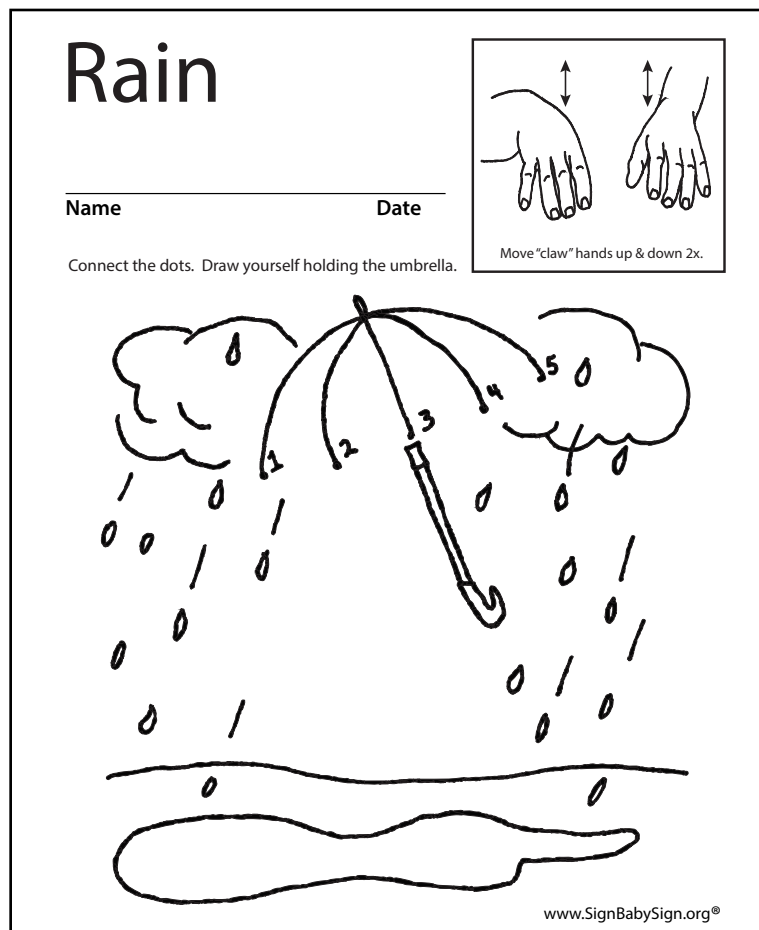 Rain
Name Date
Move "claw" hands up & down 2x.
Connect the dots. Draw yourself holding the umbrella.
5
4
3
2
1
www.SignBabySign.org®